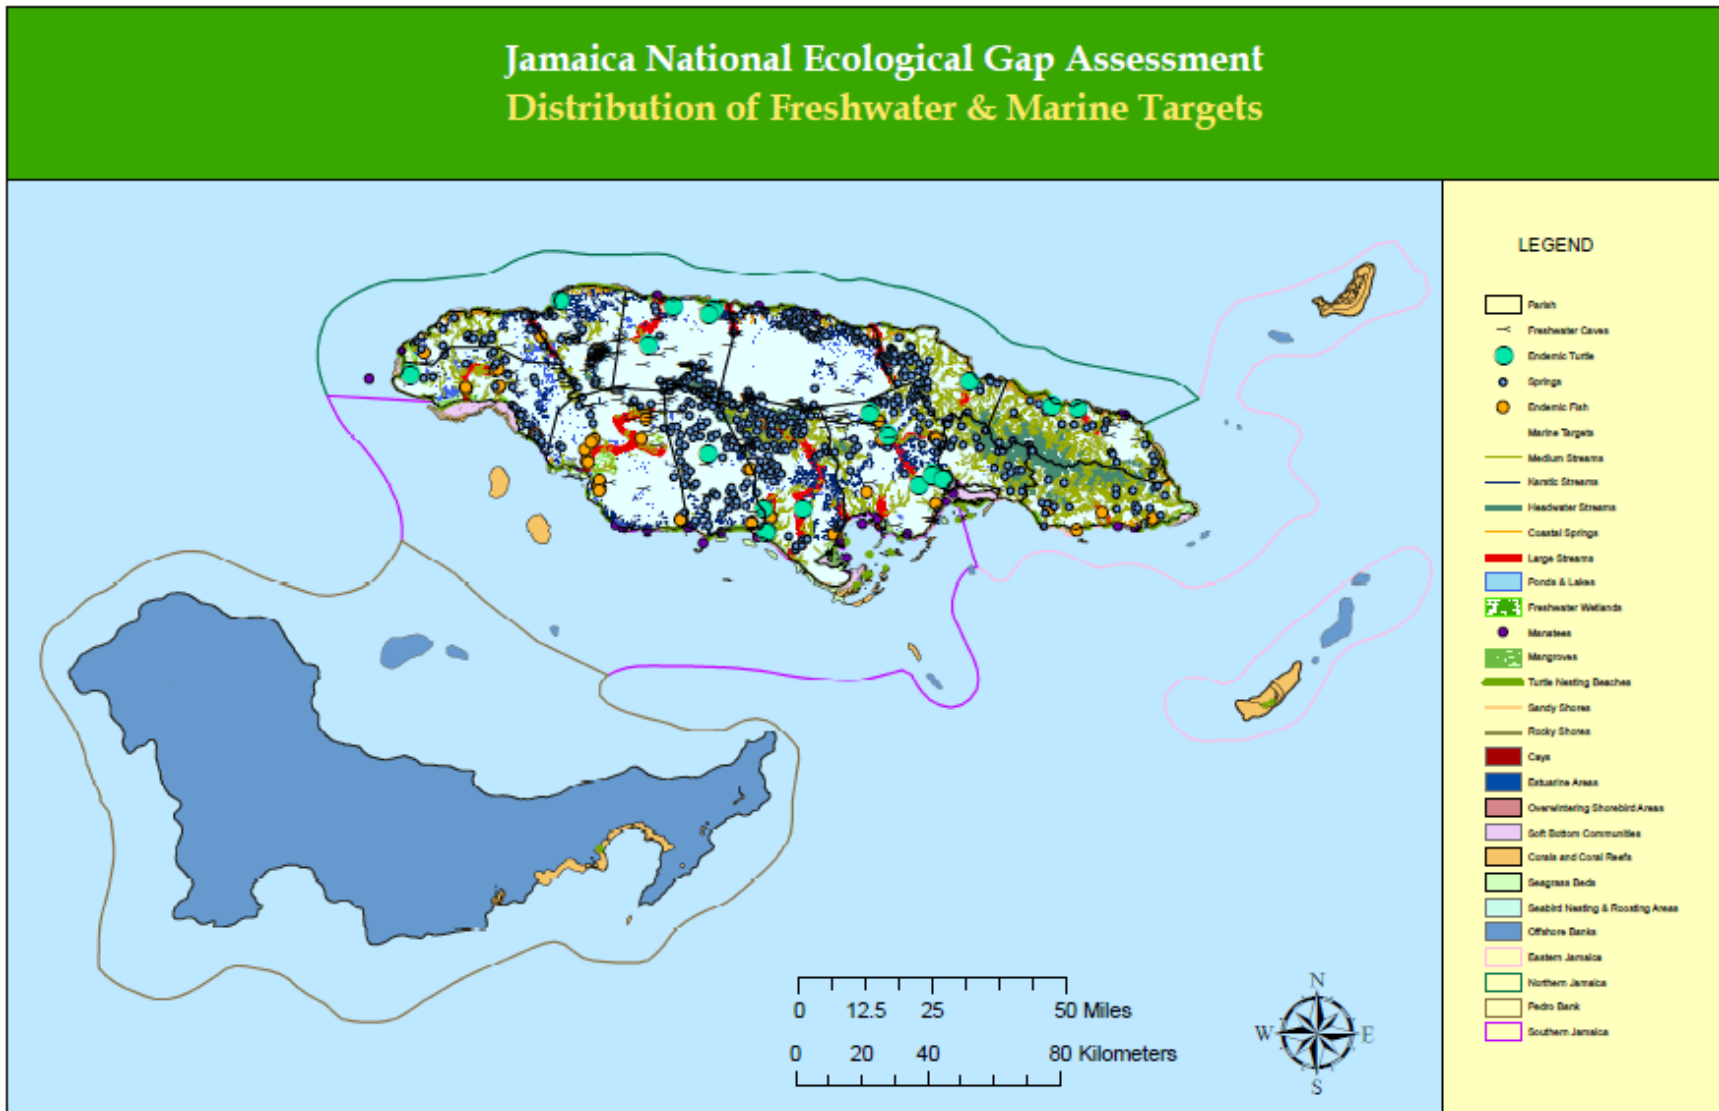 Jamaica National Ecological Gap Assessment
Distribution of Freshwater & Marine Targets
LEGEND
Parish
Freshwater Caves
Endemic Turtle
Springs
Endemic Fish
Marine Targets
Medium Streams
Karstic Streams
Headwater Streams
Coastal Springs
Large Streams
Ponds & Lakes
Freshwater Wetlands
Manatees
Mangroves
Turtle Nesting Beaches
Sandy Shores
Rocky Shores
Cays
Estuarine Areas
Overwintering Shorebird Areas
Soft Bottom Communities
Corals and Coral Reefs
Seagrass Beds
Seabird Nesting & Roosting Areas
Offshore Banks
Eastern Jamaica
Northern Jamaica
Pedro Bank
Southern Jamaica
0 12.5 25 50 Miles
0 20 40 80 Kilometers
N
W E
S